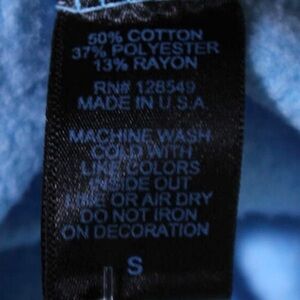 50% COTTON
37% POLYESTER
13% RAYON
RN# 128549
MADE IN U.S.A
MACHINE WASH
COLD WITH
LIKE COLORS
INSIDE OUT
LINE OR AIR DRY
DO NOT IRON
ON DECORATION
S